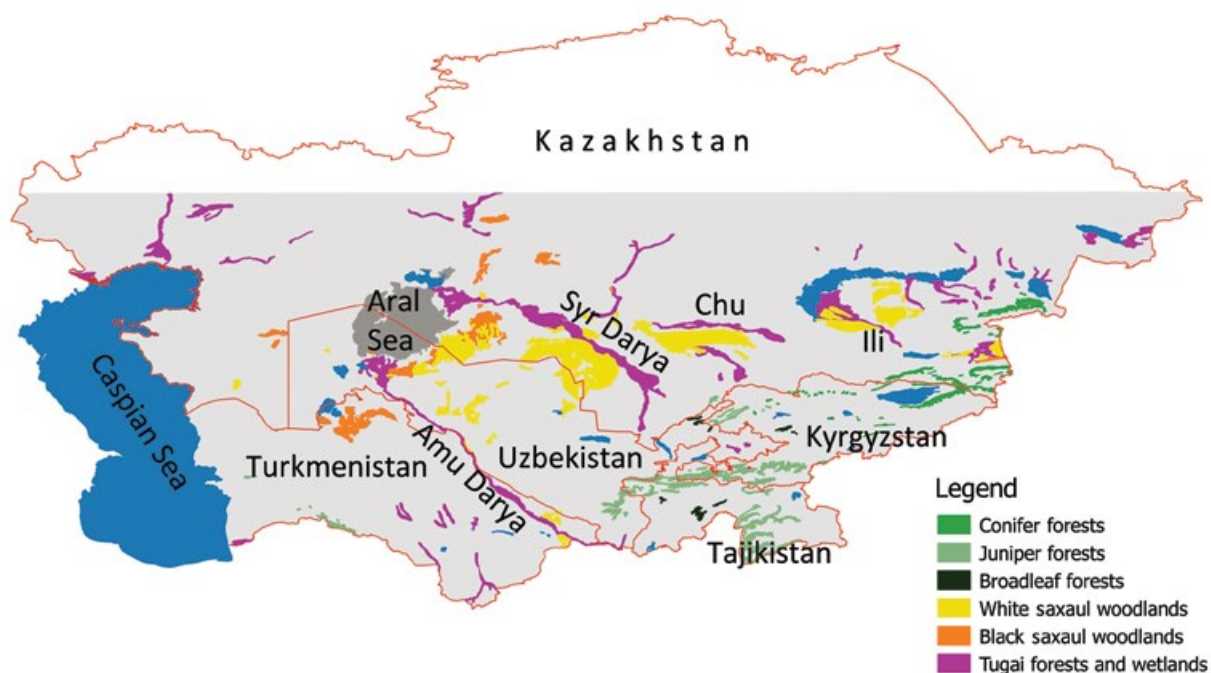 K a z a k h s t a n
Aral
Sea
Syr Darya
Chu
Ili
Caspian Sea
Amu Darya
Turkmenistan
Uzbekistan
Kyrgyzstan
Tajikistan
Legend
Conifer forests
Juniper forests
Broadleaf forests
White saxaul woodlands
Black saxaul woodlands
Tugai forests and wetlands